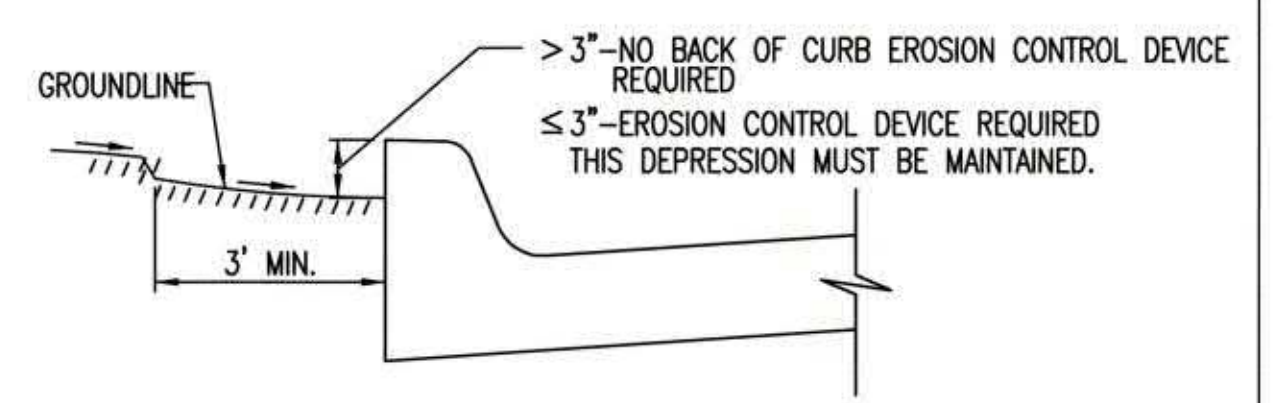 >3"-NO BACK OF CURB EROSION CONTROL DEVICE
REQUIRED
GROUNDLINE
≤3"-EROSION CONTROL DEVICE REQUIRED
THIS DEPRESSION MUST BE MAINTAINED.
3' MIN.